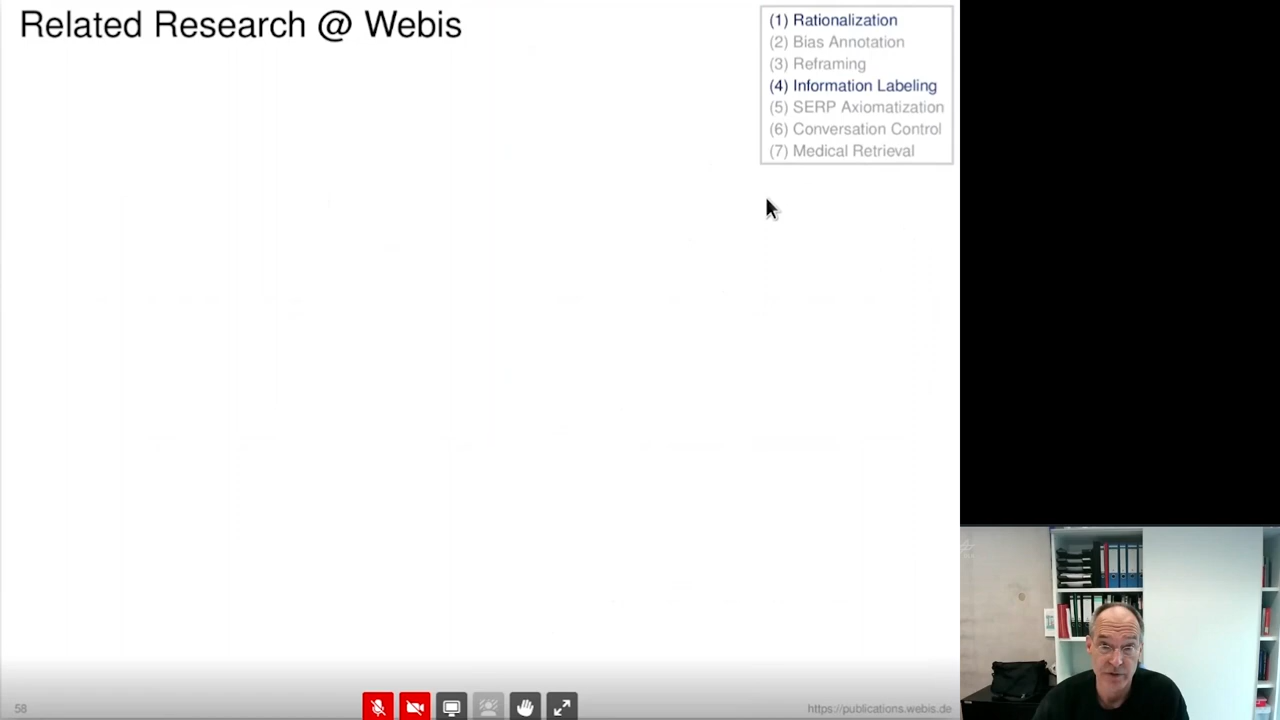 Related Research @ Webis
(1) Rationalization
(2) Bias Annotation
(3) Reframing
(4) Information Labeling
(5) SERP Axiomatization
(6) Conversation Control
(7) Medical Retrieval
58
https://publications.webis.de